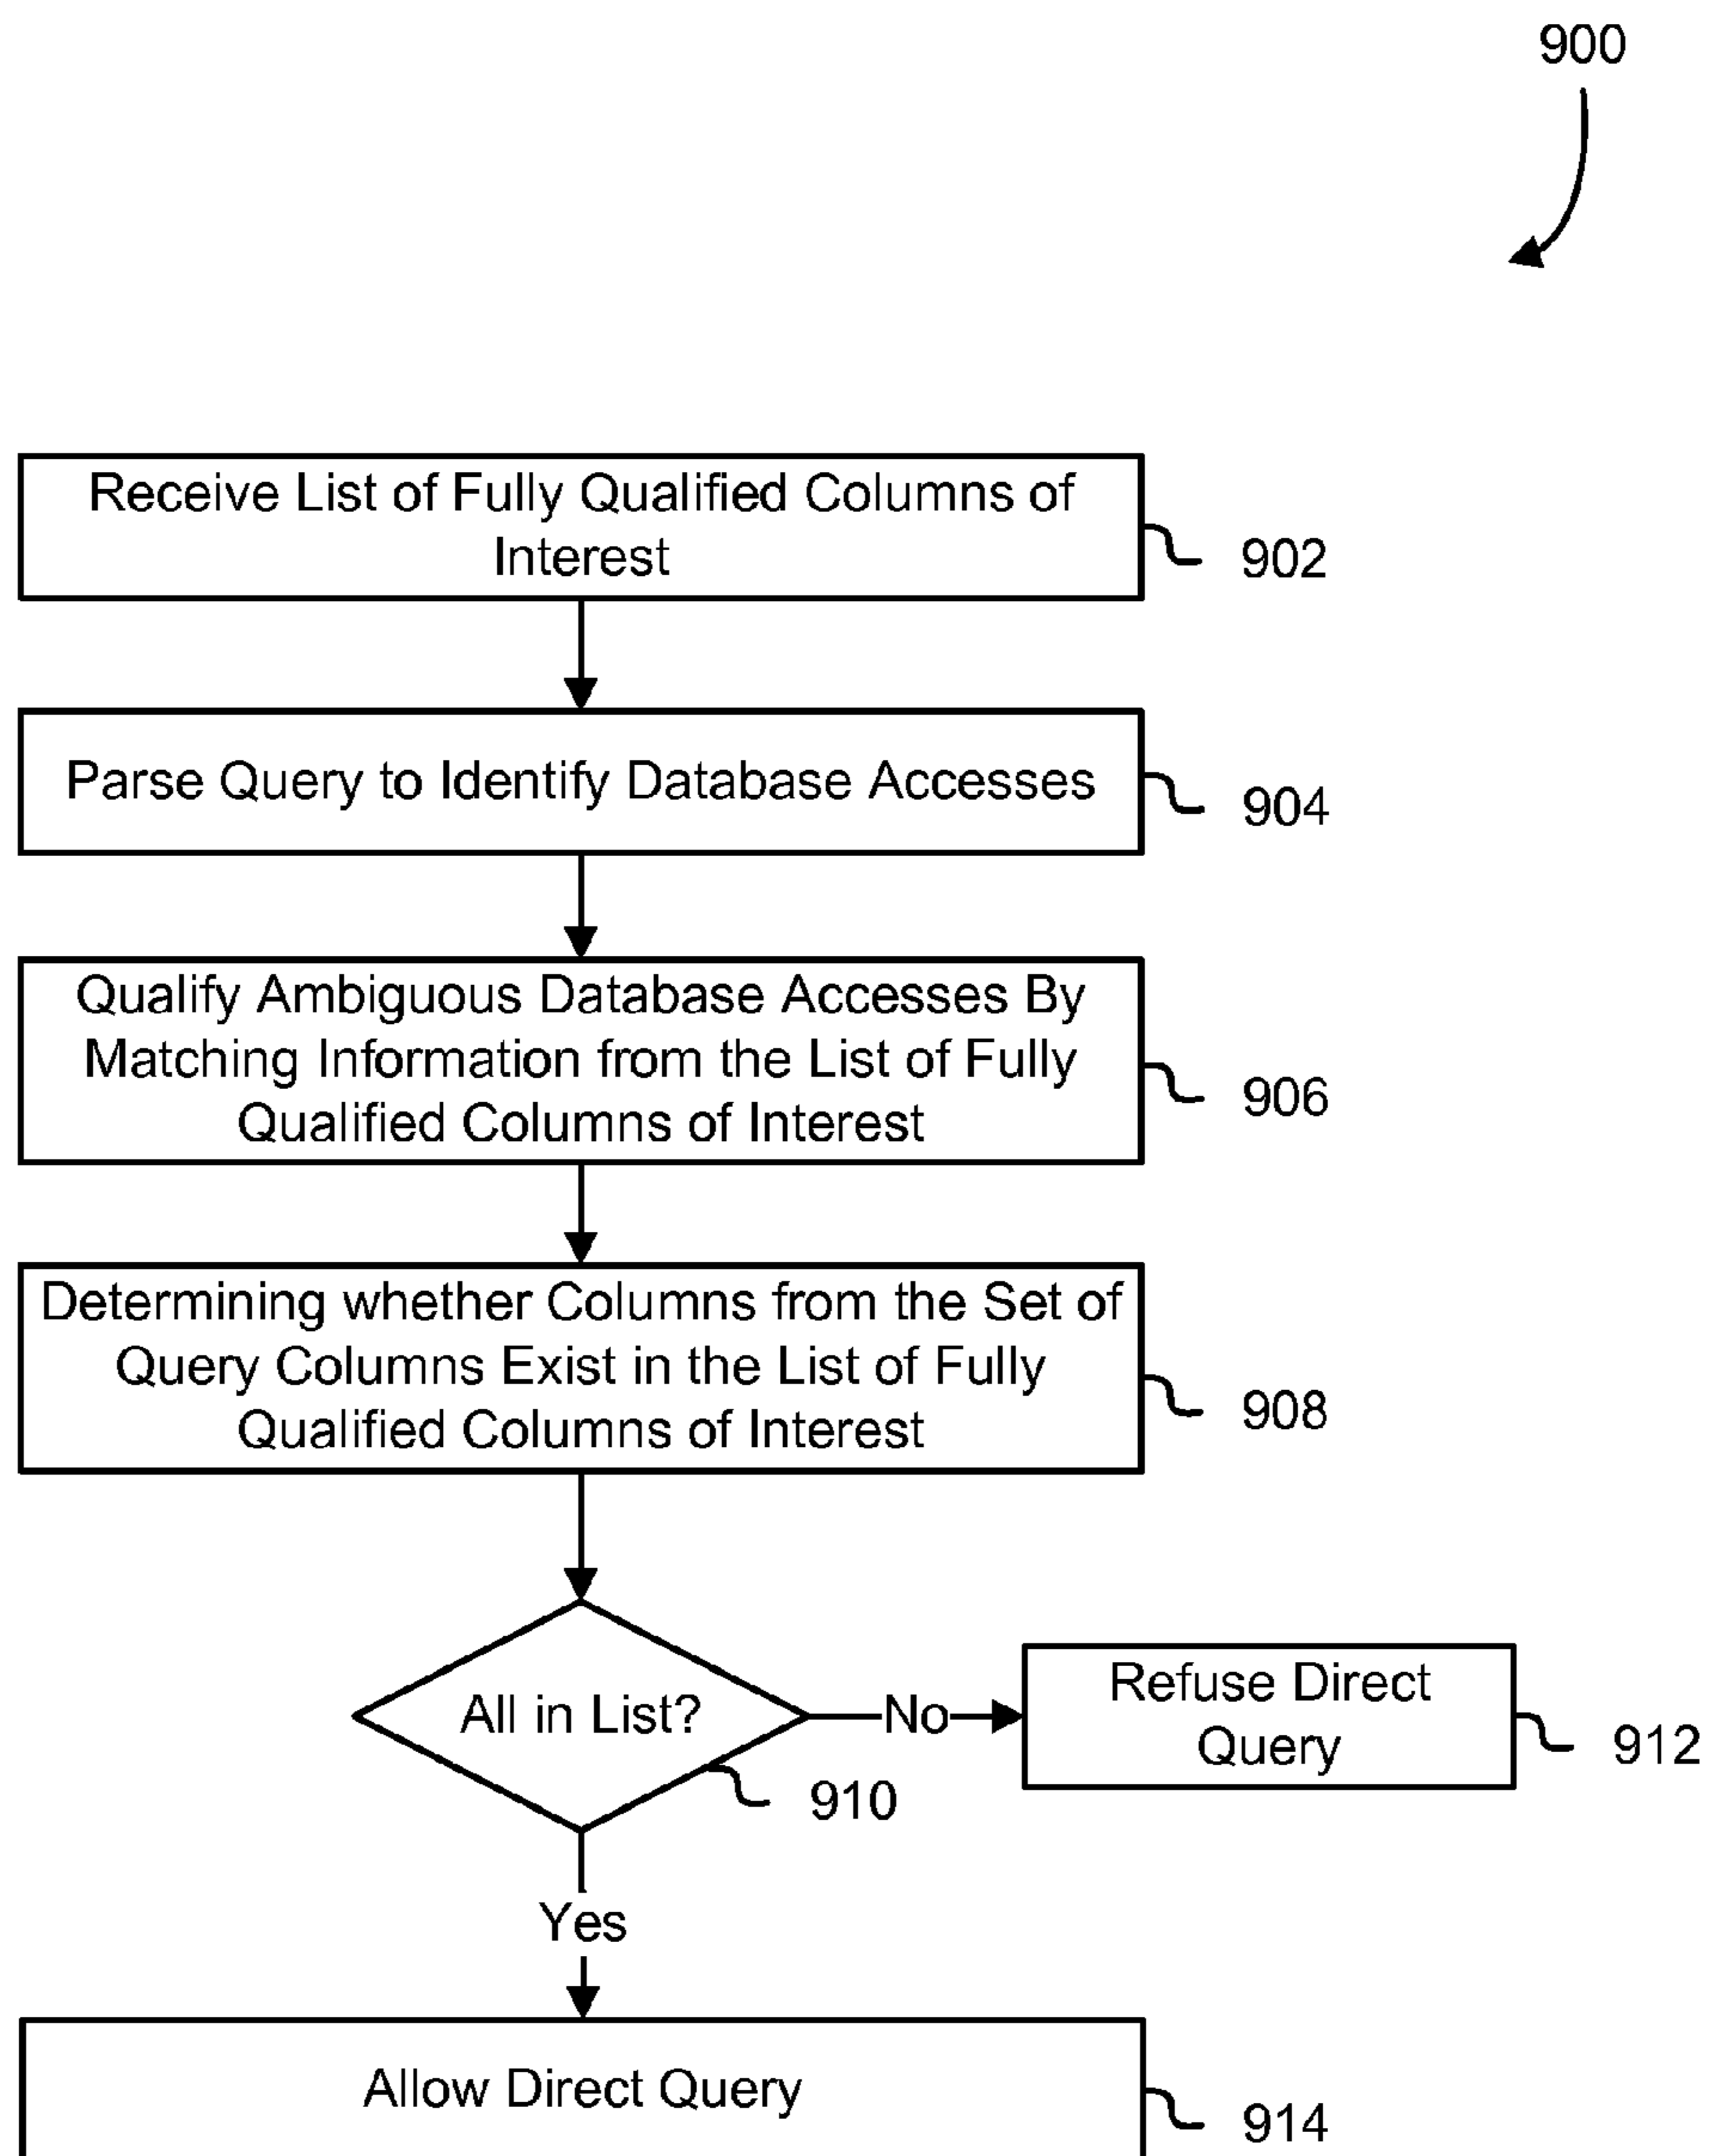 900
Receive List of Fully Qualified Columns of
Interest
902
Parse Query to Identify Database Accesses
904
Qualify Ambiguous Database Accesses By
Matching Information from the List of Fully
Qualified Columns of Interest
906
Determining whether Columns from the Set of
Query Columns Exist in the List of Fully
Qualified Columns of Interest
908
All in List?
910
No
Refuse Direct
Query
912
Yes
Allow Direct Query
914